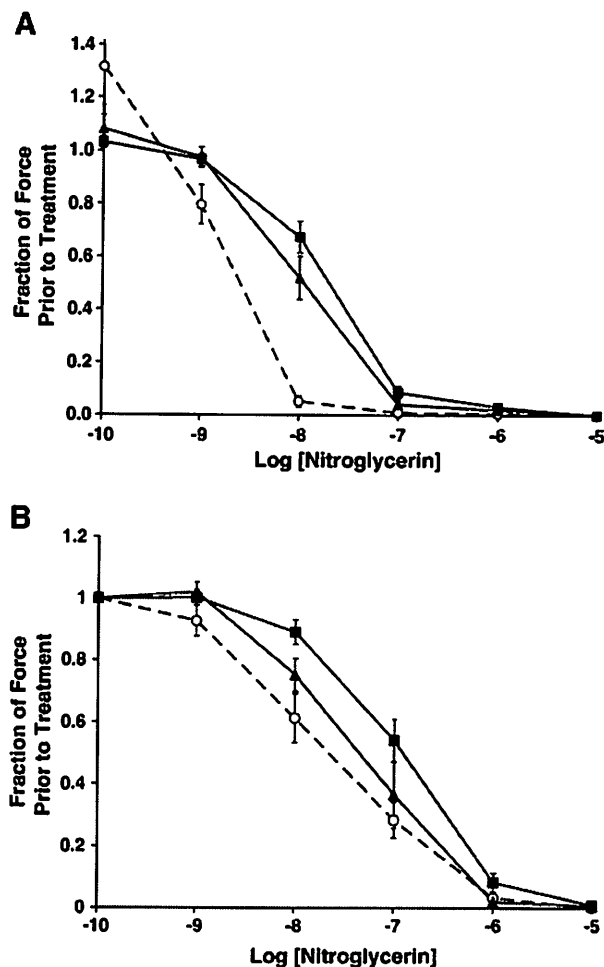 A
1.4
1.2
1.0
0.8
0.6
0.4
0.2
0.0
Fraction of Force
Prior to Treatment
-10 -9 -8 -7 -6 -5
Log [Nitroglycerin]
B
1.2
1
0.8
0.6
0.4
0.2
0
Fraction of Force
Prior to Treatment
-10 -9 -8 -7 -6 -5
Log [Nitroglycerin]